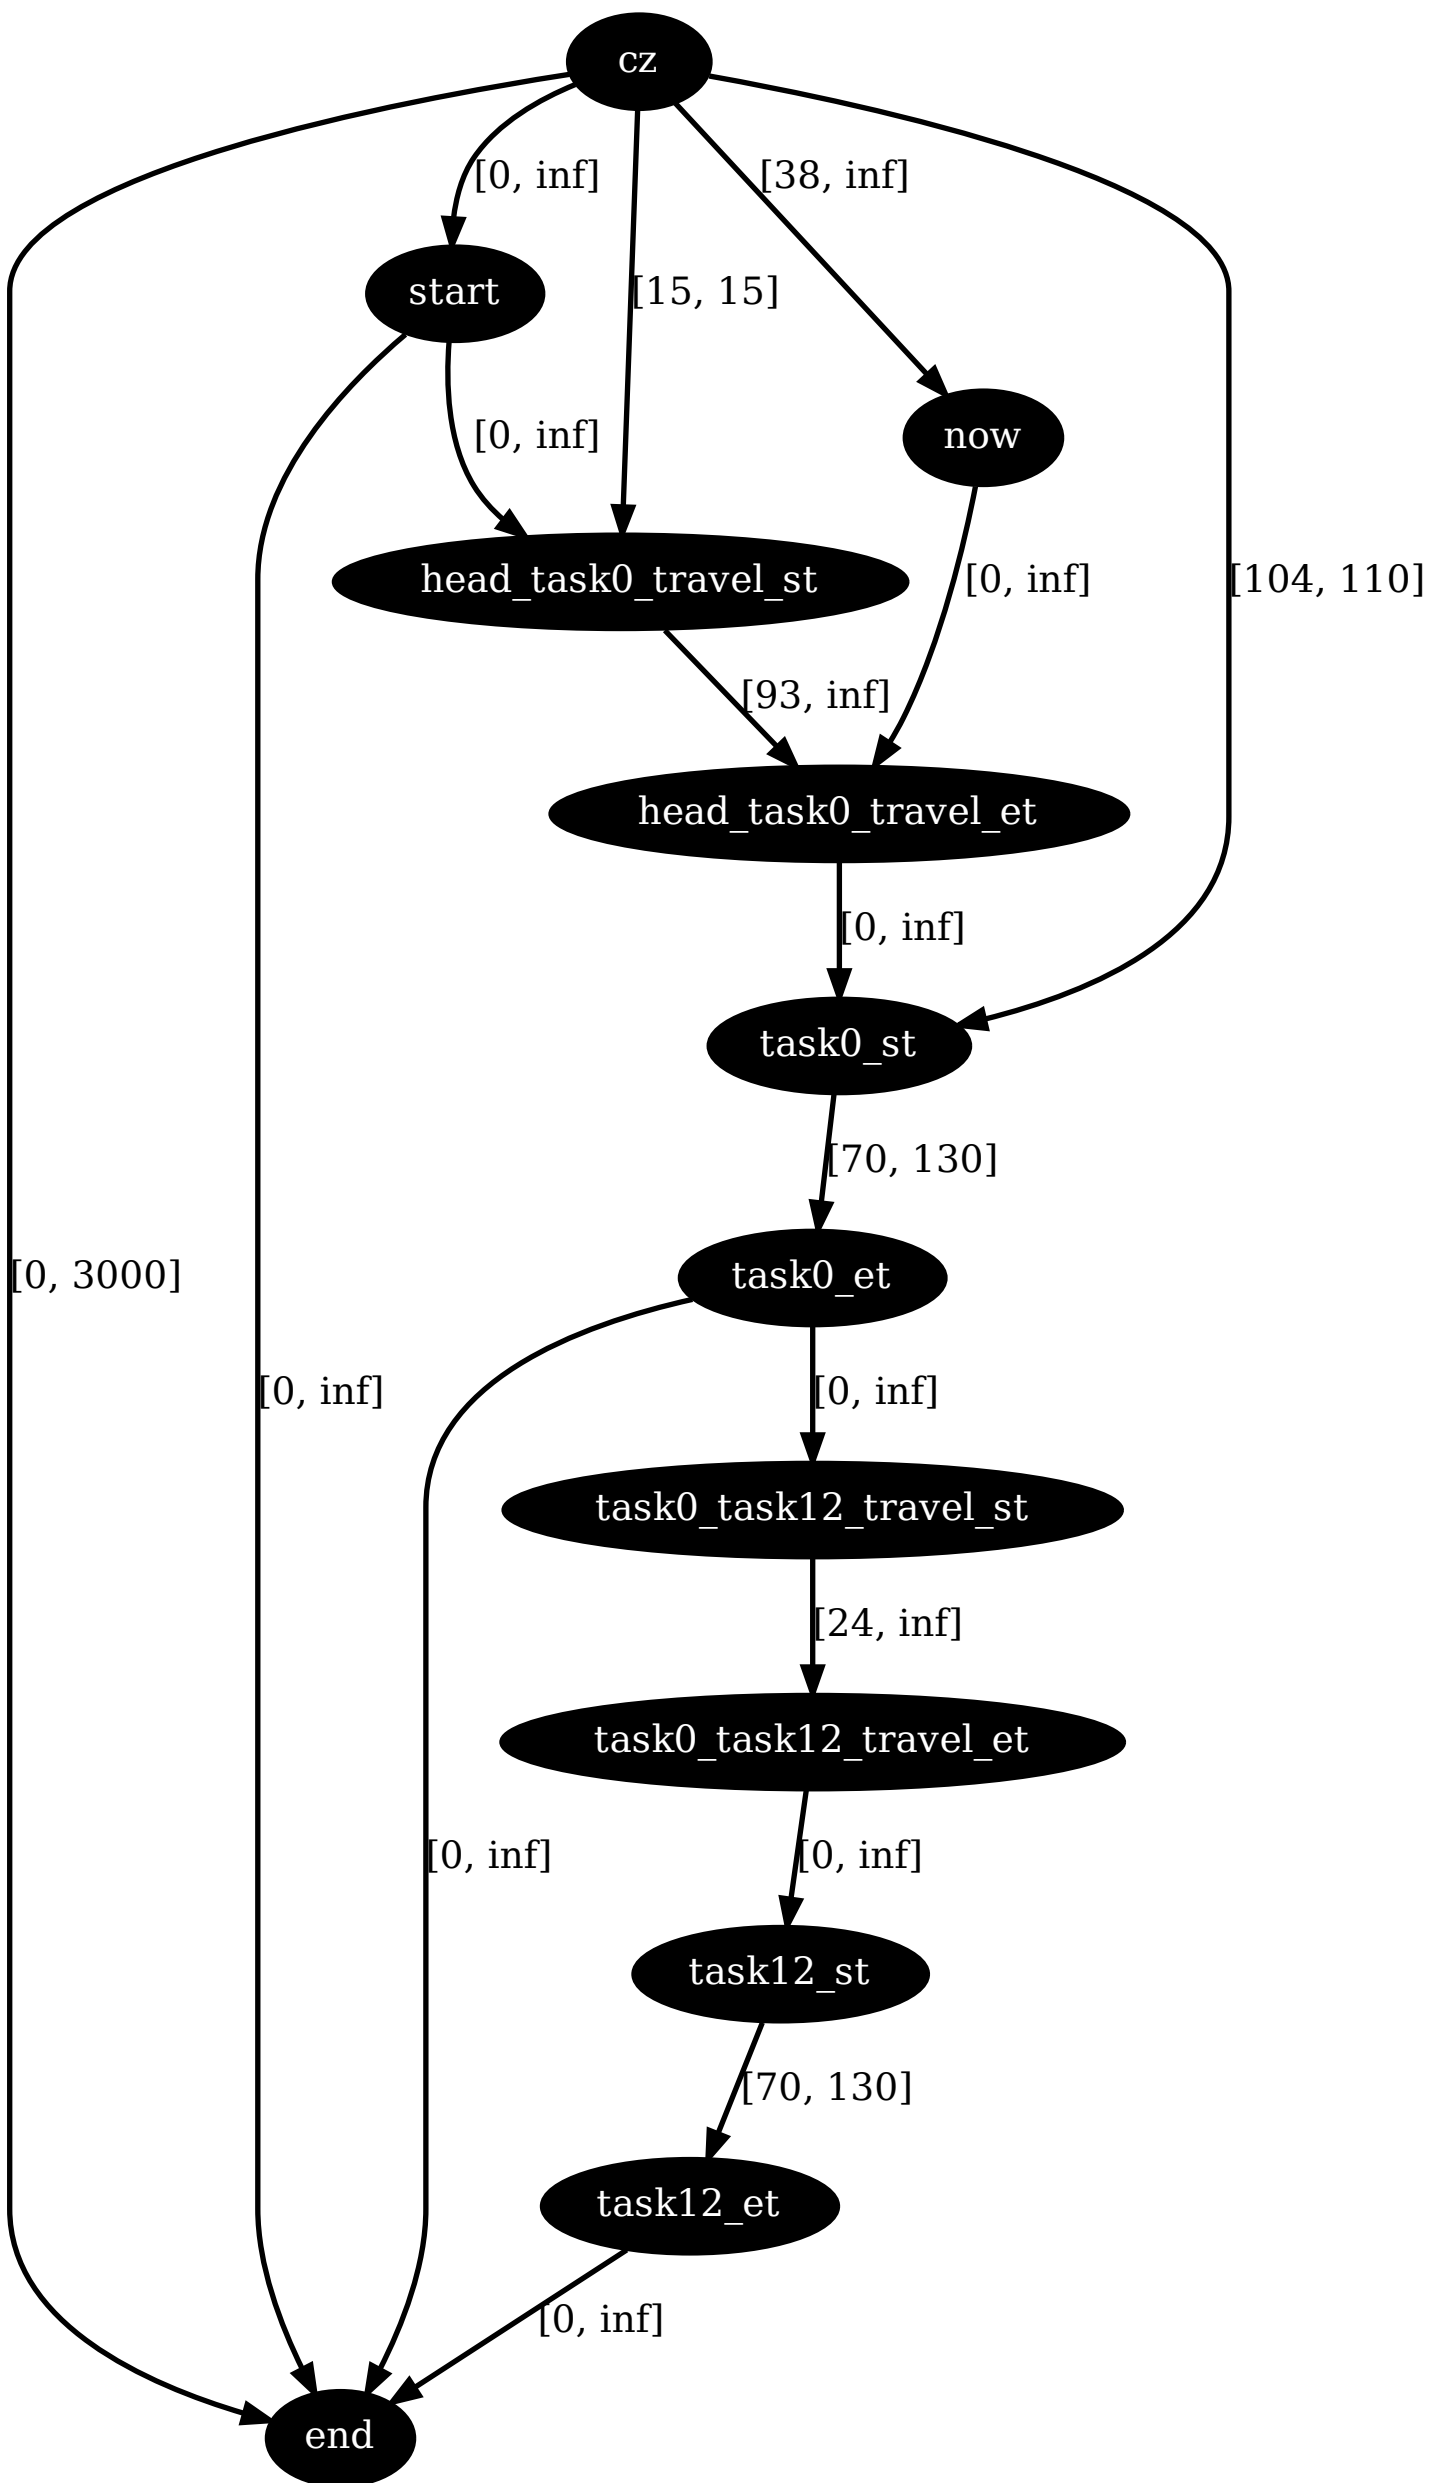 cz
[0, inf]
[38, inf]
start
[15, 15]
now
[0, inf]
head_task0_travel_st
[0, inf]
[104, 110]
[93, inf]
head_task0_travel_et
[0, inf]
task0_st
[70, 130]
task0_et
[0, 3000]
[0, inf]
[0, inf]
task0_task12_travel_st
[24, inf]
task0_task12_travel_et
[0, inf]
[0, inf]
task12_st
[70, 130]
task12_et
[0, inf]
end